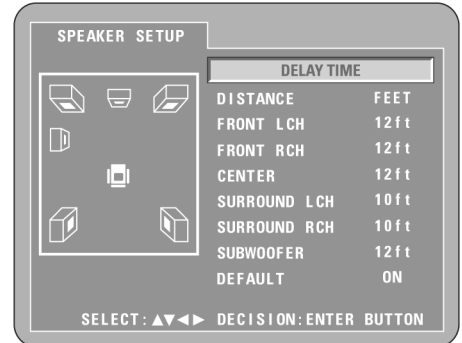 SPEAKER SETUP
DELAY TIME
DISTANCE FEET
FRONT LCH 12ft
FRONT RCH 12ft
CENTER 12ft
SURROUND LCH 10ft
SURROUND RCH 10ft
SUBWOOFER 12ft
DEFAULT ON
SELECT:▲▼◀▶ DECISION:ENTER BUTTON